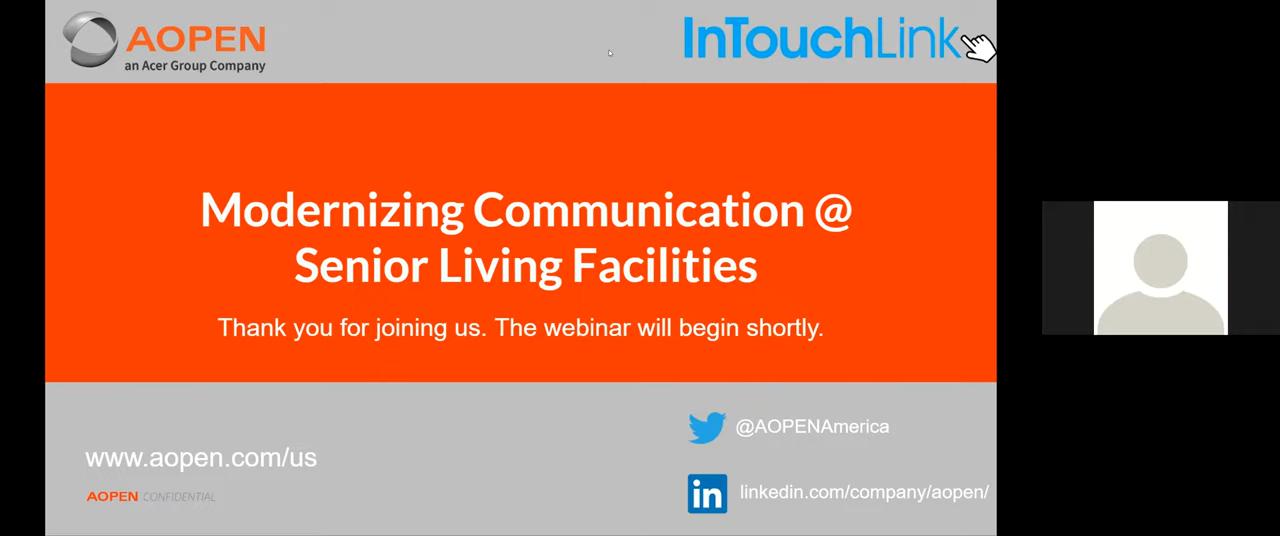 AOPEN
an Acer Group Company
InTouchLink
Modernizing Communication @
Senior Living Facilities
Thank you for joining us. The webinar will begin shortly.
@AOPENAmerica
www.aopen.com/us
AOPEN CONFIDENTIAL
in
linkedin.com/company/aopen/